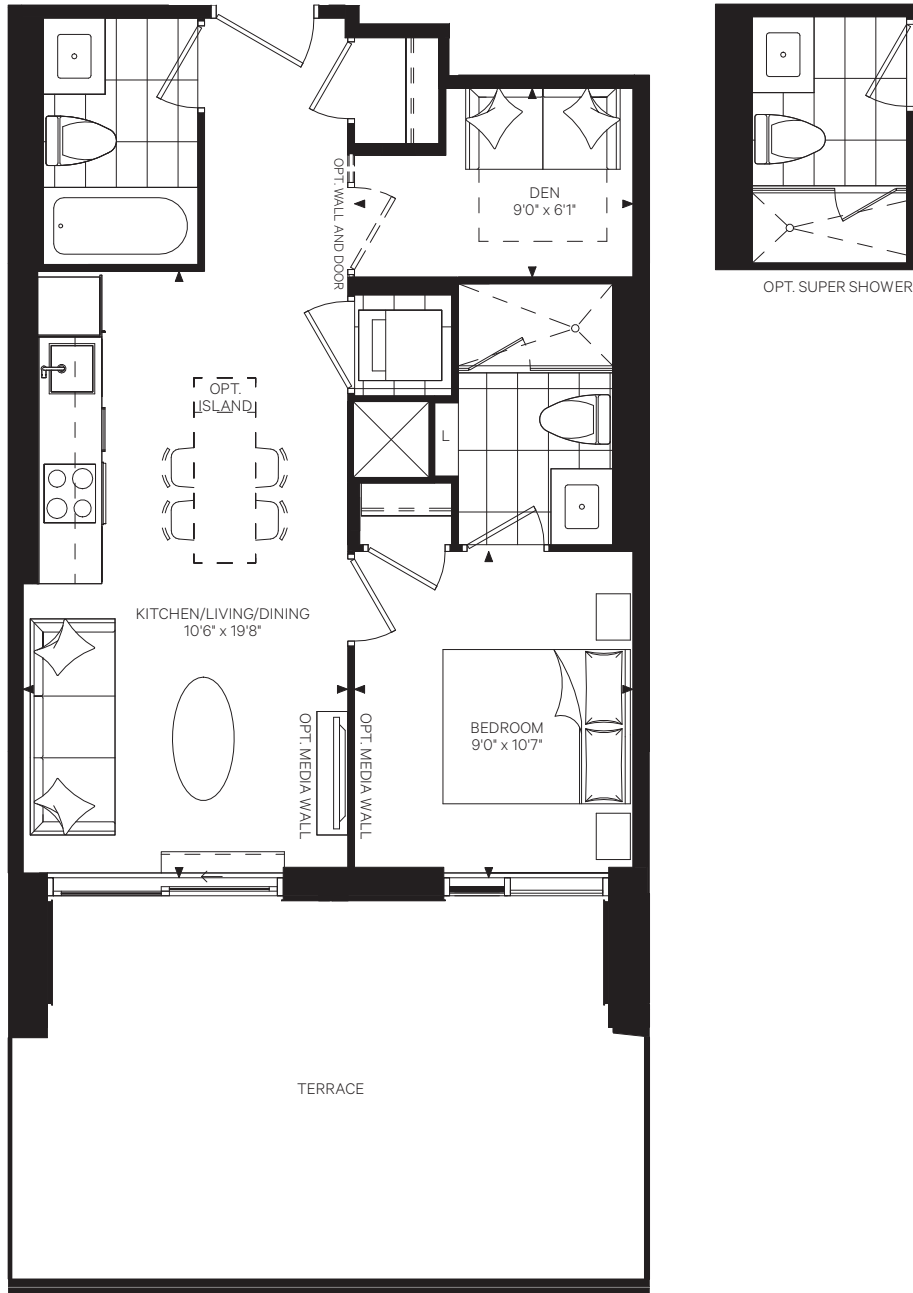 OPT. WALL AND DOOR
DEN
9'0" x 6'1"
OPT. SUPER SHOWER
OPT.
ISLAND
L
KITCHEN/LIVING/DINING
10'6" x 19'8"
OPT. MEDIA WALL
OPT. MEDIA WALL
BEDROOM
9'0" x 10'7"
TERRACE